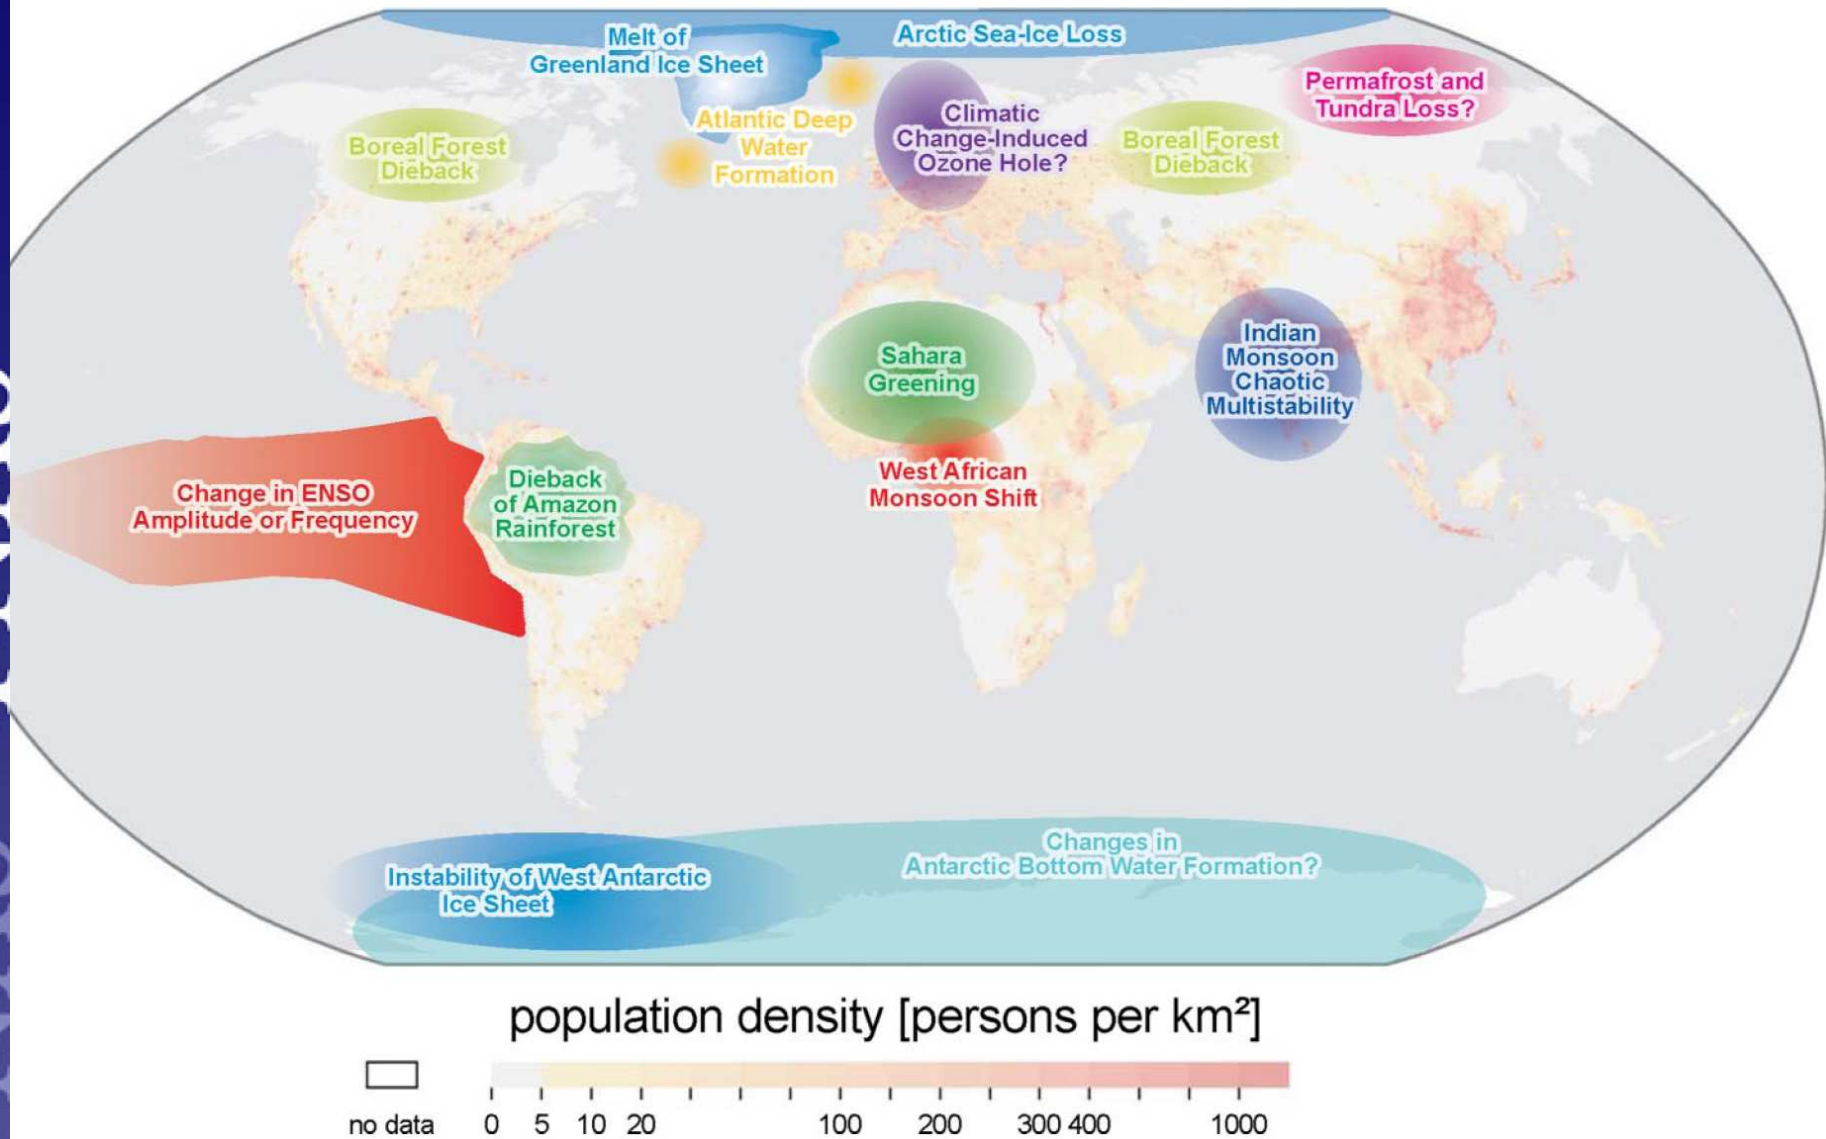 Melt of
Greenland Ice Sheet
Arctic Sea-Ice Loss
Permafrost and
Tundra Loss?
Atlantic Deep
Water
Formation
Climatic
Change-Induced
Ozone Hole?
Boreal Forest
Dieback
Boreal Forest
Dieback
Sahara
Greening
Indian
Monsoon
Chaotic
Multistability
West African
Monsoon Shift
Change in ENSO
Amplitude or Frequency
Dieback
of Amazon
Rainforest
Changes in
Antarctic Bottom Water Formation?
Instability of West Antarctic
Ice Sheet
population density [persons per km²]
no data 0 5 10 20 100 200 300 400 1000